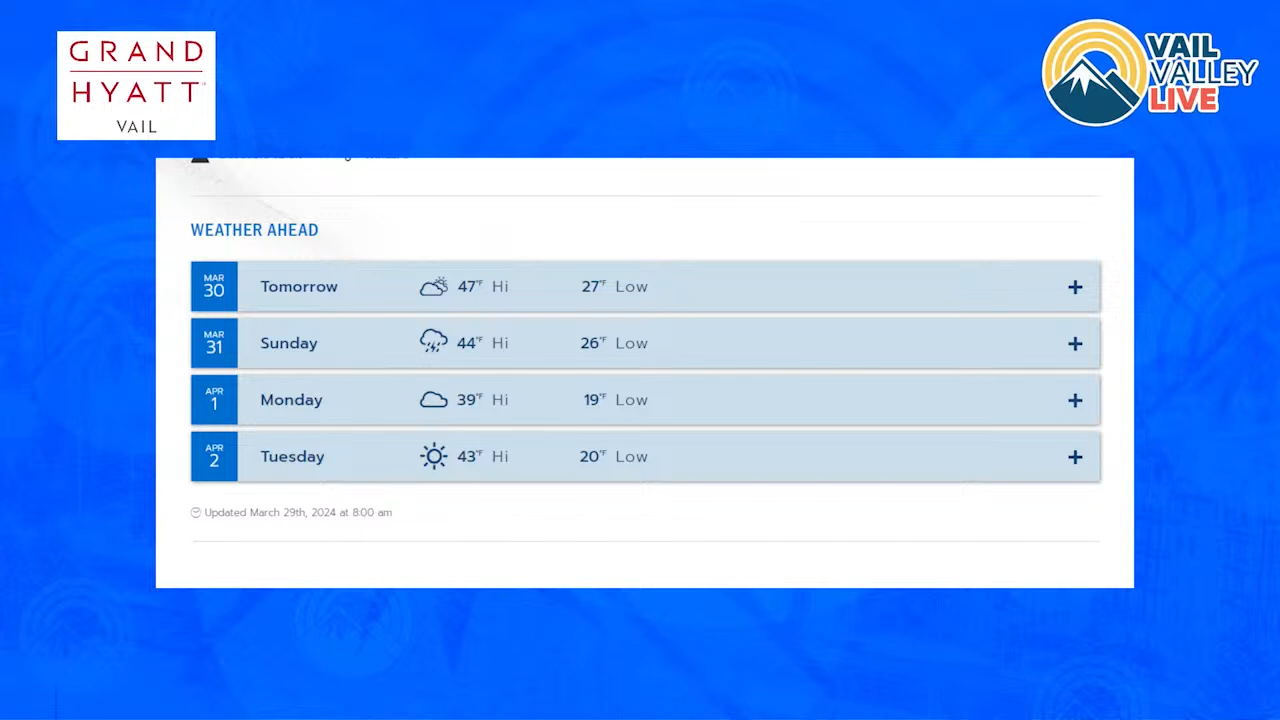 GRAND
HYATT
VAIL
VAIL
VALLEY
LIVE
WEATHER AHEAD
MAR 30 Tomorrow 47°F Hi 27°F Low +
MAR 31 Sunday 44°F Hi 26°F Low +
APR 1 Monday 39°F Hi 19°F Low +
APR 2 Tuesday 43°F Hi 20°F Low +
Updated March 29th, 2024 at 8:00 am